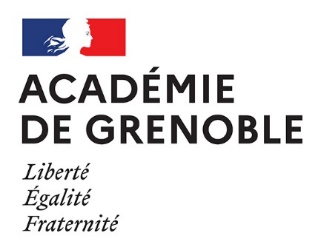 ACADÉMIE
DE GRENOBLE
Liberté
Égalité
Fraternité